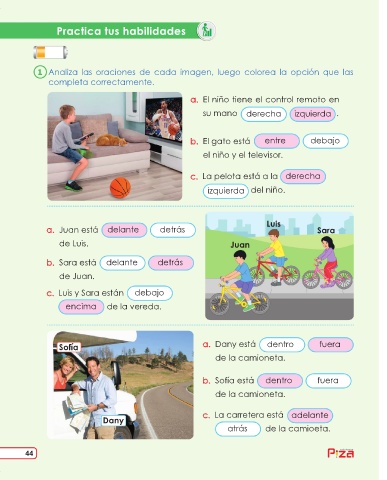 Practica tus habilidades
1 Analiza las oraciones de cada imagen, luego colorea la opción que las
completa correctamente.
a. El niño tiene el control remoto en
su mano derecha izquierda .
b. El gato está entre debajo
el niño y el televisor.
c. La pelota está a la derecha
izquierda del niño.
a. Juan está delante detrás
de Luis.
b. Sara está delante detrás
de Juan.
c. Luis y Sara están debajo
encima de la vereda.
Luis
Sara
Juan
Sofía
Dany
a. Dany está dentro fuera
de la camioneta.
b. Sofía está dentro fuera
de la camioneta.
c. La carretera está adelante
atrás de la camioeta.
44